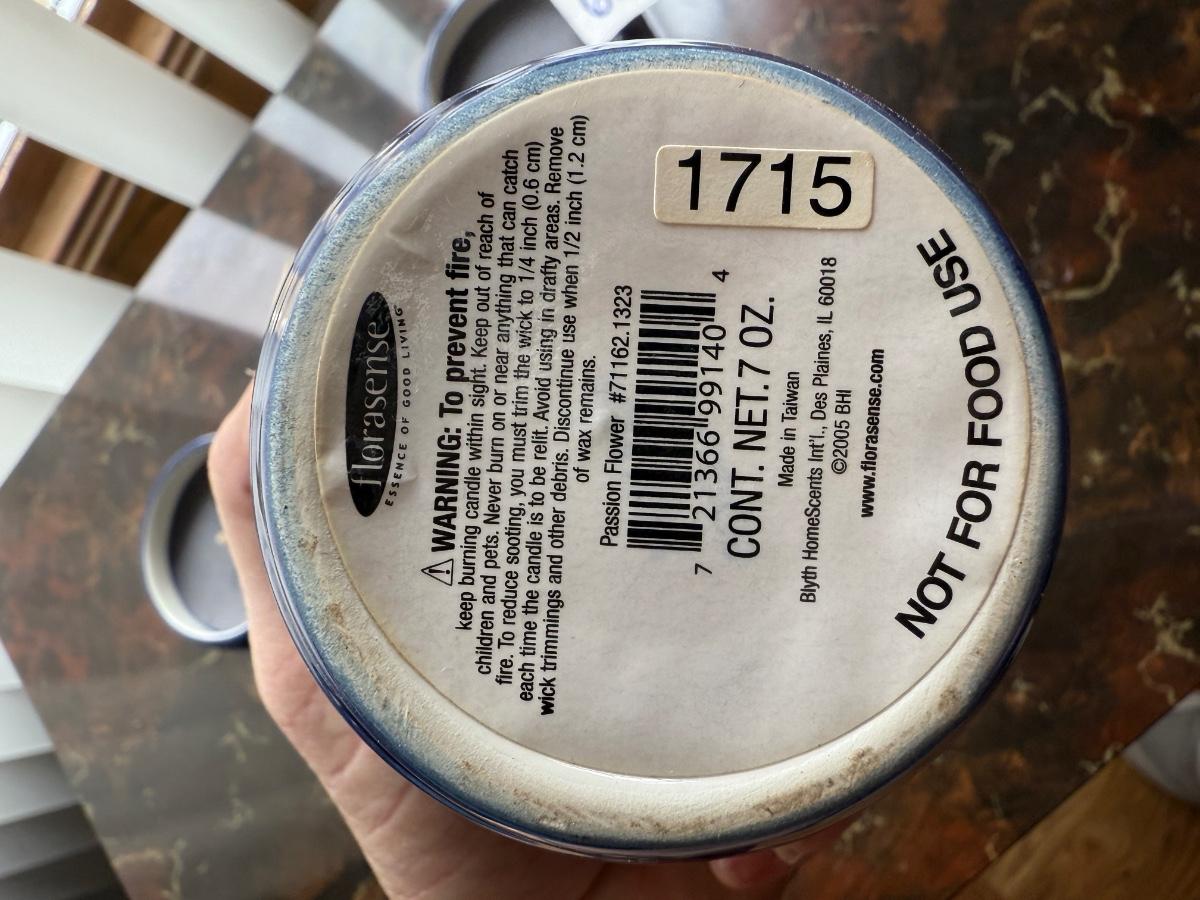 florasense
ESSENCE OF GOOD LIVING
⚠ WARNING: To prevent fire,
keep burning candle within sight. Keep out of reach of
children and pets. Never burn on or near anything that can catch
fire. To reduce sooting, you must trim the wick to 1/4 inch (0.6 cm)
each time the candle is to be relit. Avoid using in drafty areas. Remove
wick trimmings and other debris. Discontinue use when 1/2 inch (1.2 cm)
of wax remains.
Passion Flower #71162.1323
7 21366 99140 4
CONT. NET.7 OZ.
Made in Taiwan
Blyth HomeScents Int'l., Des Plaines, IL 60018
©2005 BHI
www.florasense.com
NOT FOR FOOD USE
1715